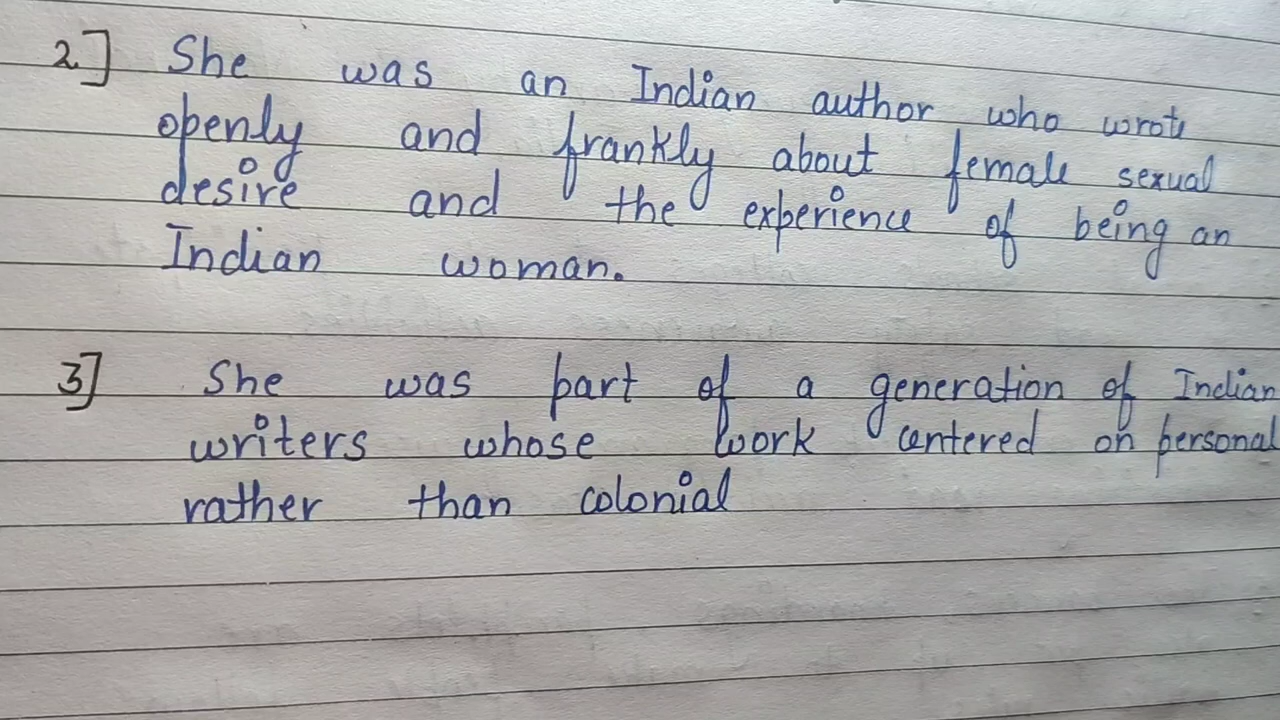 2] She was an Indian author who wrote
openly and frankly about female sexual
desire and the experience of being an
Indian woman.
3] She was part of a generation of Indian
writers whose work centered on personal
rather than colonial